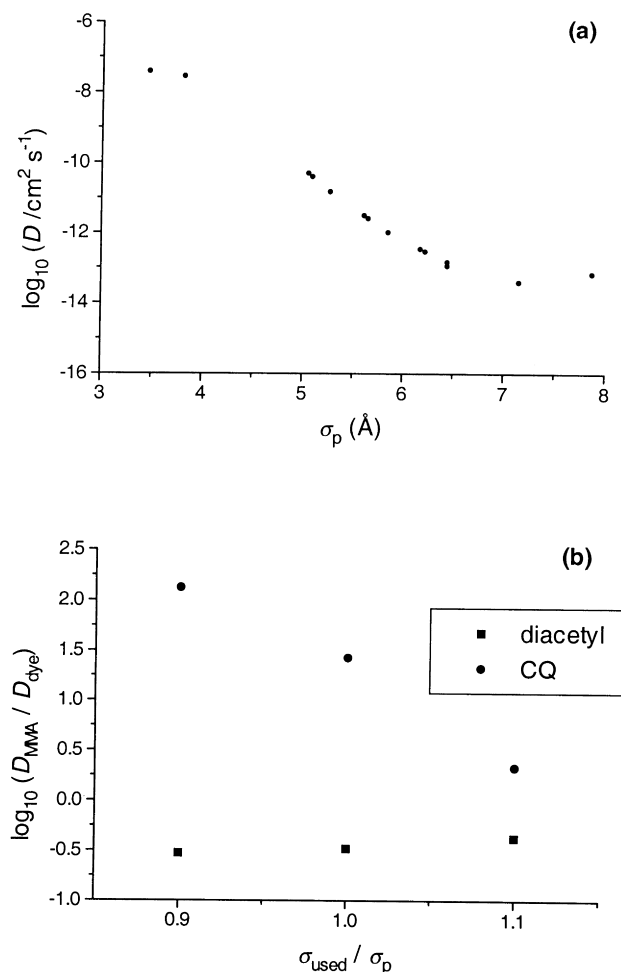 (a)
-6
-8
-10
-12
-14
-16
log10 (D /cm² s⁻¹)
3 4 5 6 7 8
σp (Å)
(b)
2.5
2.0
1.5
1.0
0.5
0.0
-0.5
-1.0
log10 (DMMA / Ddye)
diacetyl
CQ
0.9 1.0 1.1
σused / σp